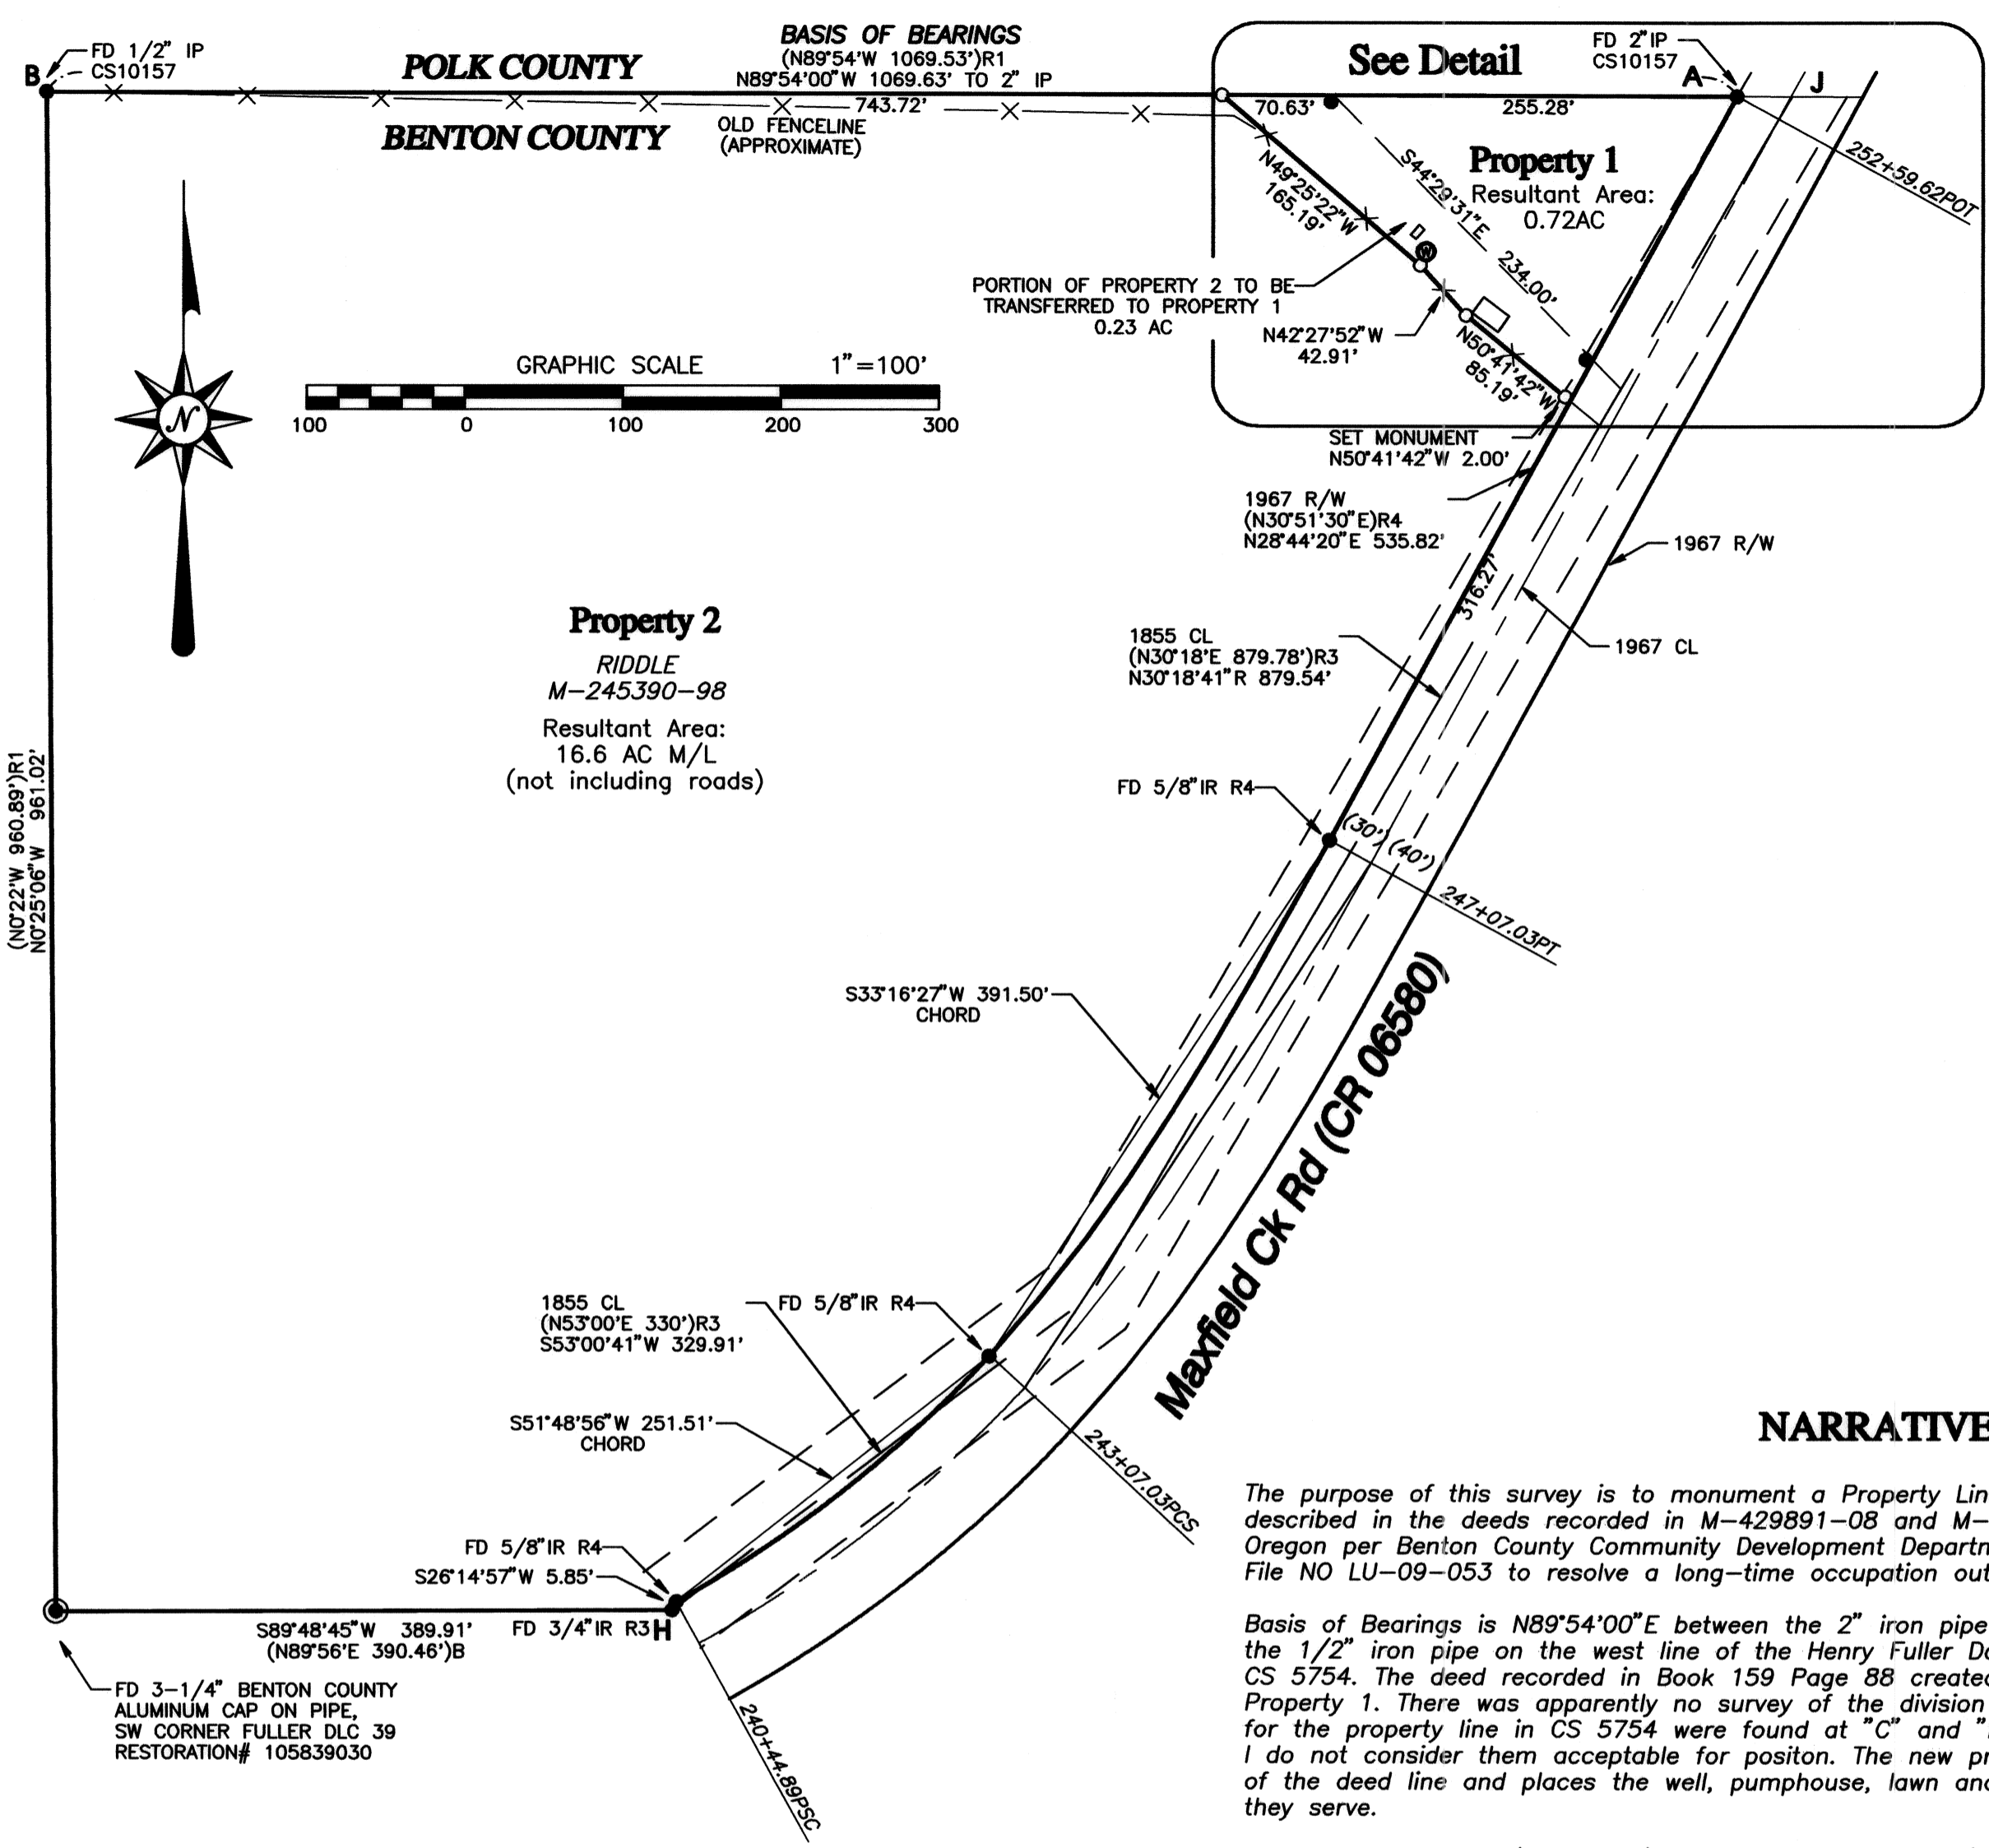 BASIS OF BEARINGS
(N89°54'W 1069.53')R1
N89°54'00"W 1069.63' TO 2" IP
FD 1/2" IP
CS10157
B
POLK COUNTY
BENTON COUNTY
743.72'
OLD FENCELINE
(APPROXIMATE)
See Detail
FD 2"IP
CS10157
A
J
70.63'
255.28'
252+59.62POT
Property 1
Resultant Area:
0.72AC
S44°29'31"E 234.00'
N49°25'22"W
165.19'
W
PORTION OF PROPERTY 2 TO BE
TRANSFERRED TO PROPERTY 1
0.23 AC
N42°27'52"W
42.91'
N50°41'42"W
85.19'
GRAPHIC SCALE 1"=100'
100 0 100 200 300
N
SET MONUMENT
N50°41'42"W 2.00'
1967 R/W
(N30°51'30"E)R4
N28°44'20"E 535.82'
1967 R/W
316.27'
1967 CL
1855 CL
(N30°18'E 879.78')R3
N30°18'41"R 879.54'
Property 2
RIDDLE
M-245390-98
Resultant Area:
16.6 AC M/L
(not including roads)
(N0°22'W 960.89')R1
N0°25'06"W 961.02'
FD 5/8"IR R4
(30') (40')
247+07.03PT
Maxfield Ck Rd (CR 06580)
S33°16'27"W 391.50'
CHORD
1855 CL
(N53°00'E 330')R3
S53°00'41"W 329.91'
FD 5/8"IR R4
S51°48'56"W 251.51'
CHORD
243+07.03PCS
FD 5/8"IR R4
S26°14'57"W 5.85'
S89°48'45"W 389.91'
(N89°56'E 390.46')B
FD 3/4"IR R3
H
240+44.89PSC
FD 3-1/4" BENTON COUNTY
ALUMINUM CAP ON PIPE,
SW CORNER FULLER DLC 39
RESTORATION# 105839030
NARRATIVE
The purpose of this survey is to monument a Property Lin
described in the deeds recorded in M-429891-08 and M-
Oregon per Benton County Community Development Departm
File NO LU-09-053 to resolve a long-time occupation out
Basis of Bearings is N89°54'00"E between the 2" iron pipe
the 1/2" iron pipe on the west line of the Henry Fuller Do
CS 5754. The deed recorded in Book 159 Page 88 created
Property 1. There was apparently no survey of the division
for the property line in CS 5754 were found at "C" and "
I do not consider them acceptable for positon. The new pr
of the deed line and places the well, pumphouse, lawn and
they serve.